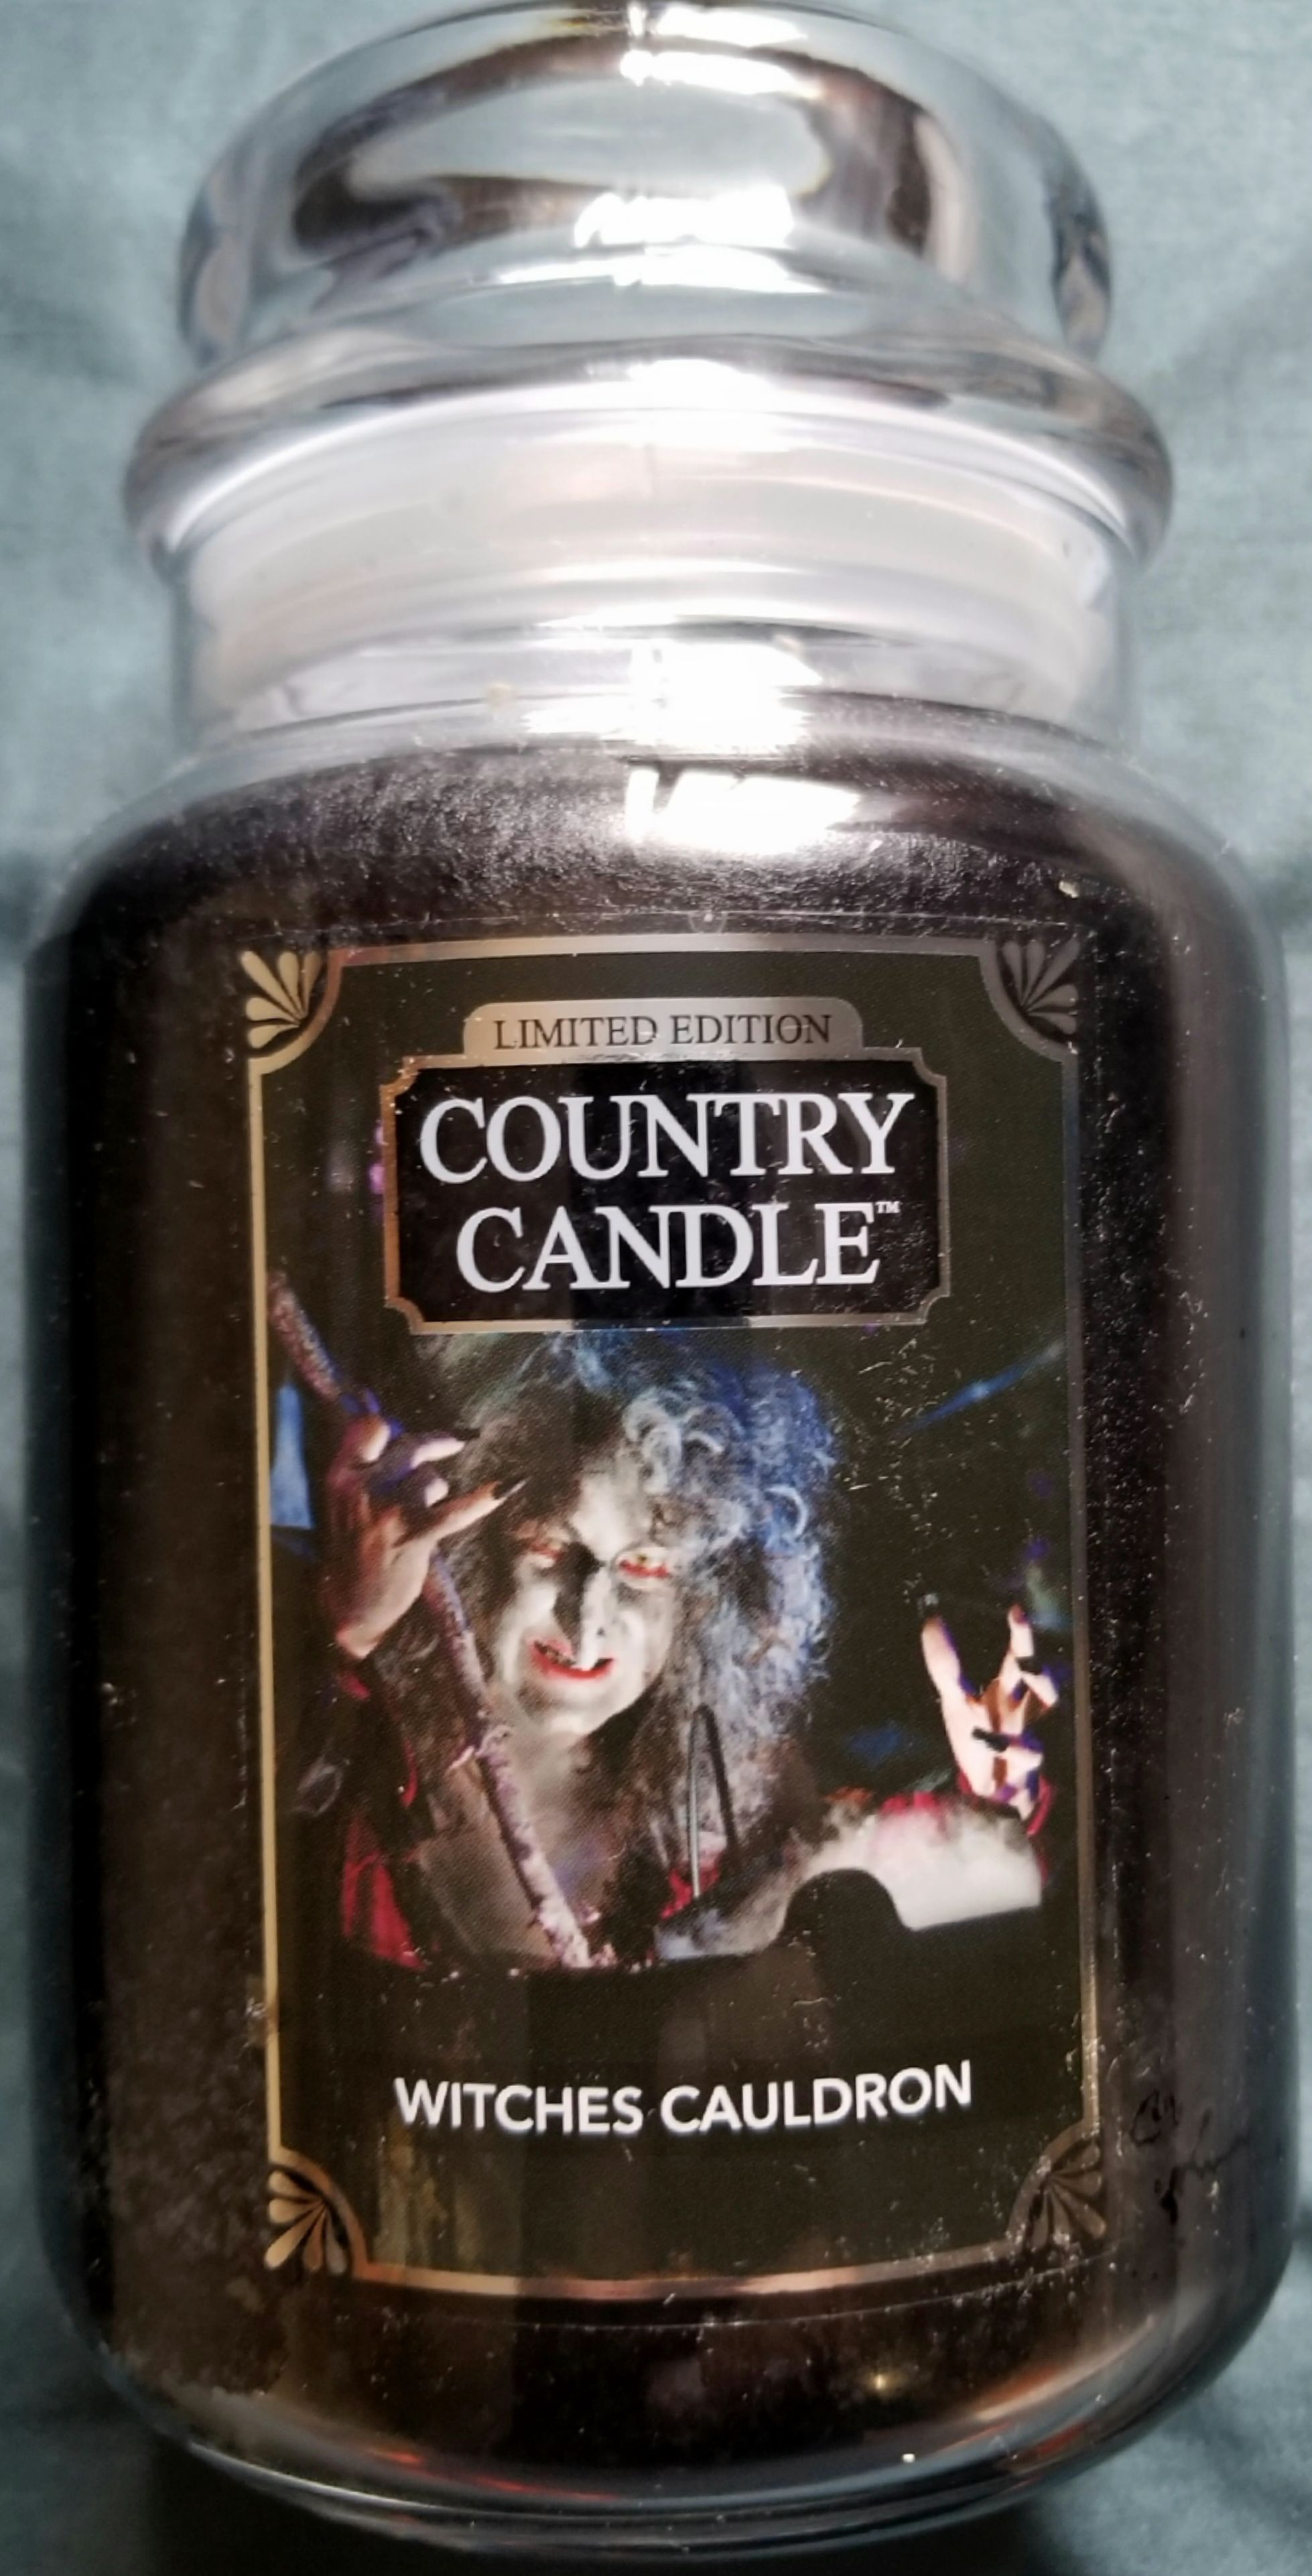 LIMITED EDITION
COUNTRY
CANDLE™
WITCHES CAULDRON